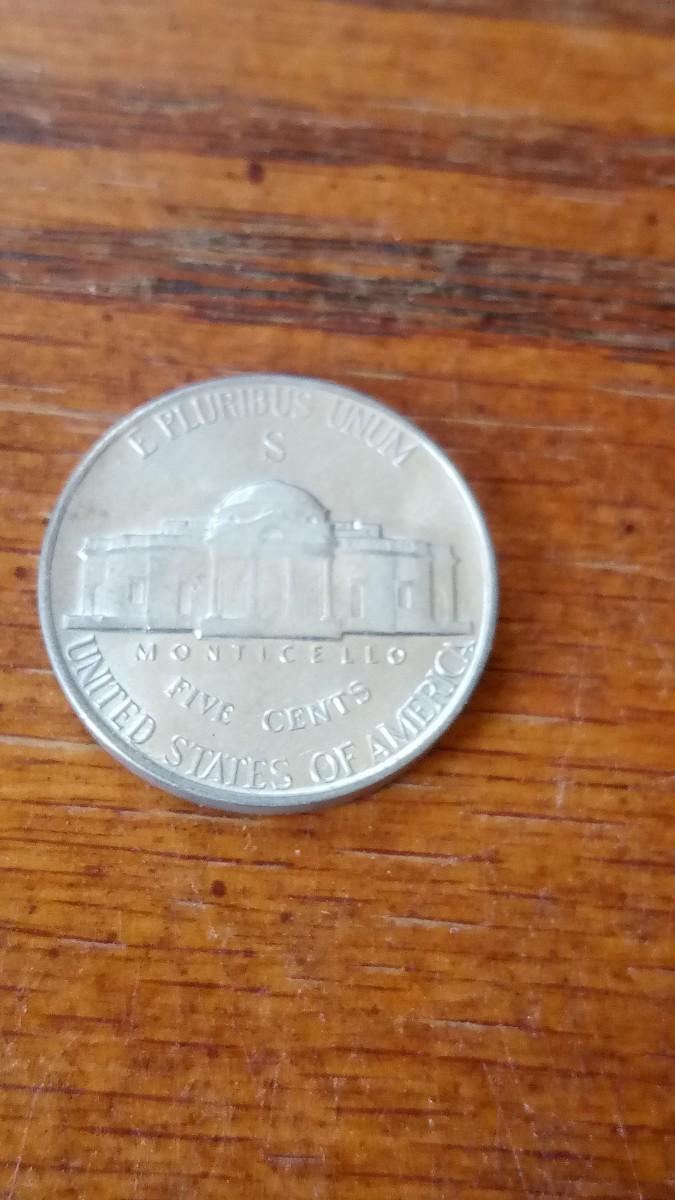 E PLURIBUS UNUM
S
MONTICELLO
FIVE CENTS
UNITED STATES OF AMERICA